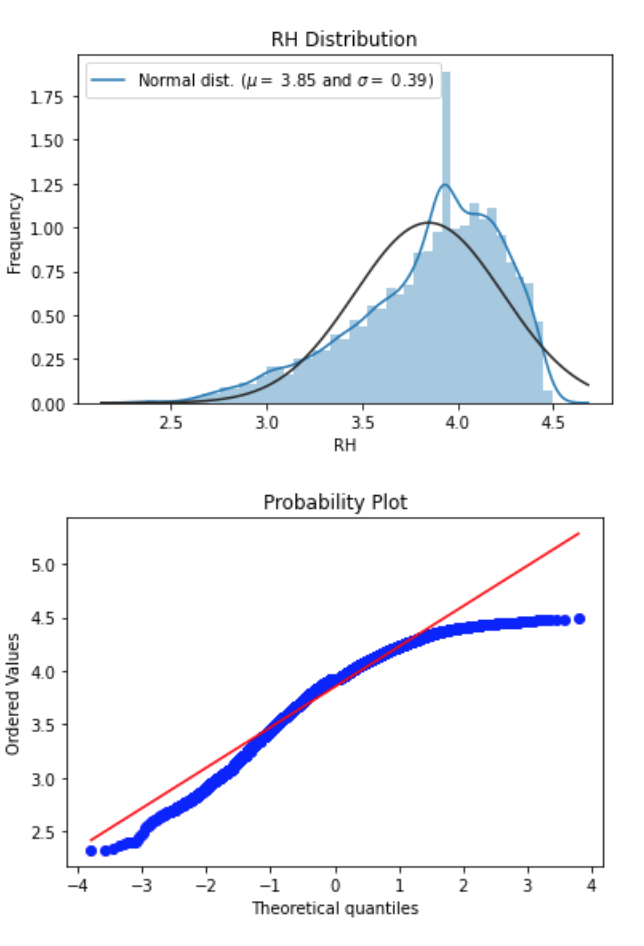 RH Distribution
Normal dist. (μ = 3.85 and σ = 0.39)
1.75
1.50
1.25
1.00
0.75
0.50
0.25
0.00
Frequency
2.5 3.0 3.5 4.0 4.5
RH
Probability Plot
5.0
4.5
4.0
3.5
3.0
2.5
Ordered Values
−4 −3 −2 −1 0 1 2 3 4
Theoretical quantiles